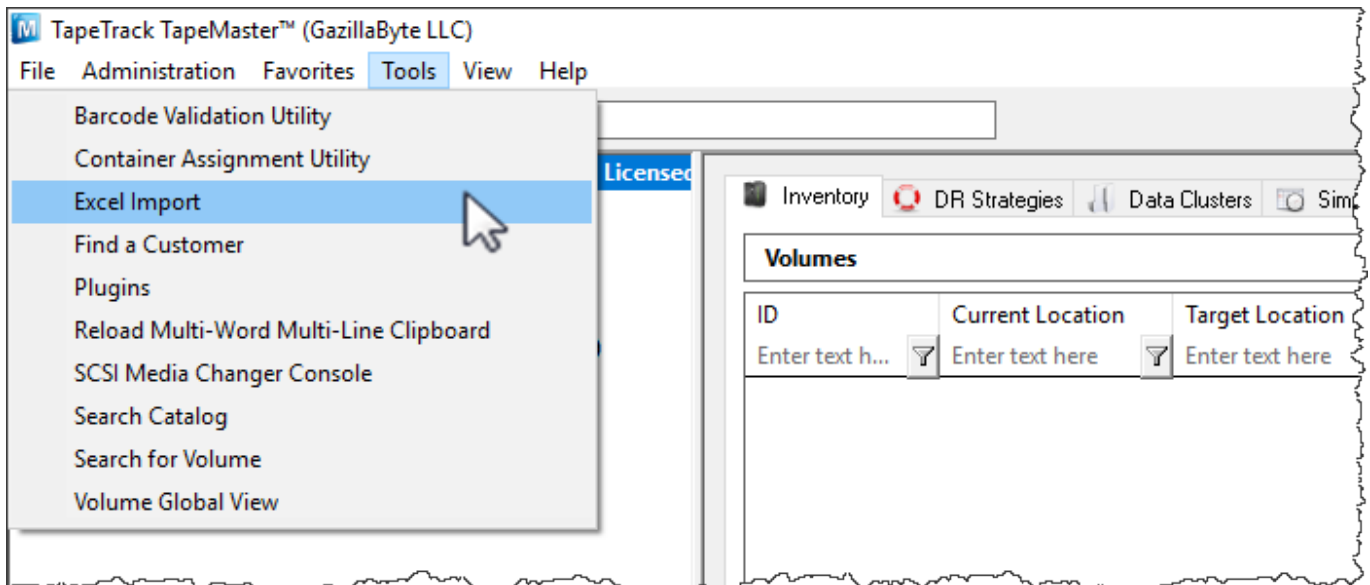 TapeTrack TapeMaster™ (GazillaByte LLC)
File Administration Favorites Tools View Help
Barcode Validation Utility
Container Assignment Utility
Excel Import
Find a Customer
Plugins
Reload Multi-Word Multi-Line Clipboard
SCSI Media Changer Console
Search Catalog
Search for Volume
Volume Global View
Licensed
Inventory DR Strategies Data Clusters
Volumes
ID Current Location Target Location
Enter text h... Enter text here Enter text here